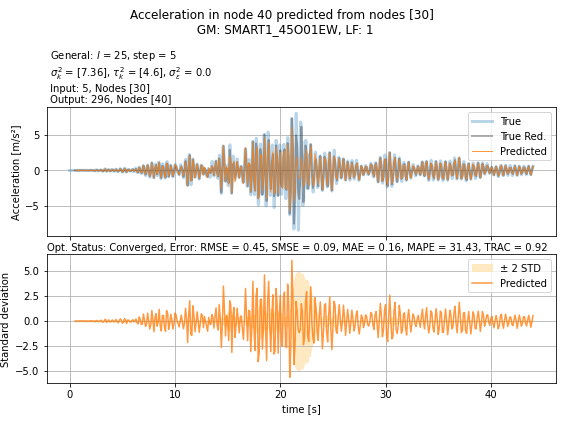 Acceleration in node 40 predicted from nodes [30]
GM: SMART1_45O01EW, LF: 1
General: l = 25, step = 5
σ²ₖ = [7.36], τ²ₖ = [4.6], σ²ε = 0.0
Input: 5, Nodes [30]
Output: 296, Nodes [40]
Acceleration [m/s²]
5
0
−5
True
True Red.
Predicted
Opt. Status: Converged, Error: RMSE = 0.45, SMSE = 0.09, MAE = 0.16, MAPE = 31.43, TRAC = 0.92
Standard deviation
5.0
2.5
0.0
−2.5
−5.0
± 2 STD
Predicted
0 10 20 30 40
time [s]